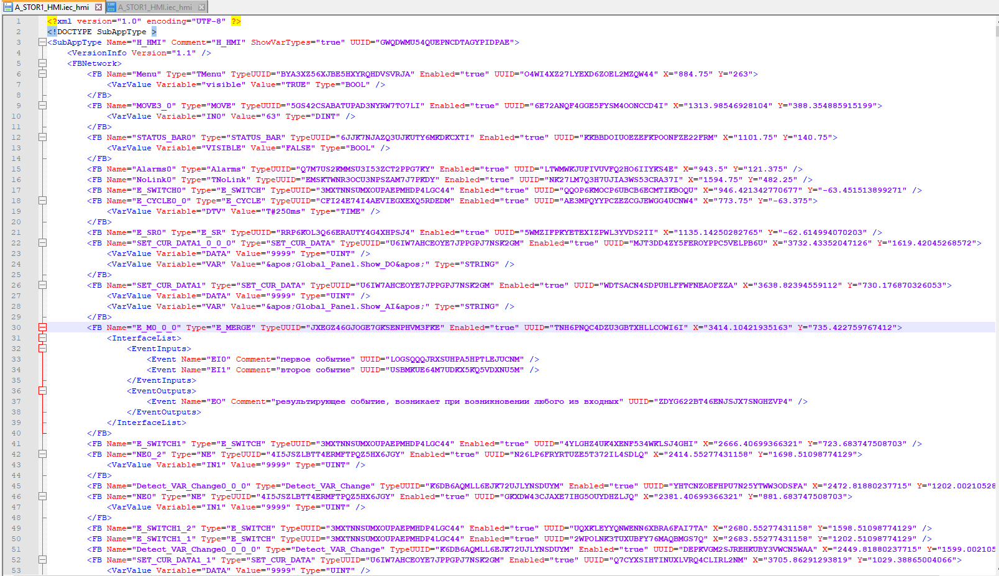 A_STOR1_HMI.iec_hmi A_STOR1_HMI.iec_hmi
1 <?xml version="1.0" encoding="UTF-8" ?>
2 <!DOCTYPE SubAppType >
3 <SubAppType Name="H_HMI" Comment="H_HMI" ShowVarTypes="true" UUID="GWQDWMU54QUEPNCDTAGYPIDPAE">
4 <VersionInfo Version="1.1" />
5 <FBNetwork>
6 <FB Name="Menu" Type="TMenu" TypeUUID="BYA3XZ56XJBE5HXYRQHDVSVRJA" Enabled="true" UUID="O4WI4XZ27LYEXD6ZOEL2MZQW44" X="884.75" Y="263">
7 <VarValue Variable="visible" Value="TRUE" Type="BOOL" />
8 </FB>
9 <FB Name="MOVE3_0" Type="MOVE" TypeUUID="5GS42CSABATUPAD3NYRW7TO7LI" Enabled="true" UUID="6E72ANQF4GGE5FYSM4OONCCD4I" X="1313.98546928104" Y="388.354885915199">
10 <VarValue Variable="IN0" Value="63" Type="DINT" />
11 </FB>
12 <FB Name="STATUS_BAR0" Type="STATUS_BAR" TypeUUID="6JJK7NJAZQ3UJKUTY6MKDKCXTI" Enabled="true" UUID="KKBBDOIUOEZEFKPOONFZE22FRM" X="1101.75" Y="140.75">
13 <VarValue Variable="VISIBLE" Value="FALSE" Type="BOOL" />
14 </FB>
15 <FB Name="Alarms0" Type="Alarms" TypeUUID="Q7M7US2KMMSU3I53ZCT2PPG7KY" Enabled="true" UUID="LTWMWKJUFIVUVFQ2HO6IIYKS4E" X="943.5" Y="121.375" />
16 <FB Name="NoLink0" Type="TNoLink" TypeUUID="EMSKTWNR3OCU3NPSZAM7J7PKDY" Enabled="true" UUID="NK27LM7Q3H7UJIA3WS53CRA37I" X="1594.75" Y="482.25" />
17 <FB Name="E_SWITCH0" Type="E_SWITCH" TypeUUID="3MXTNNSUMXOUPAEPMHDP4LGC44" Enabled="true" UUID="QQOP6KMOCP6UBCB6ECMTIKBOQU" X="946.421342770677" Y="-63.451513899271" />
18 <FB Name="E_CYCLE0_0" Type="E_CYCLE" TypeUUID="CFI24E74I4AEVIEGXEXQ5RDEDM" Enabled="true" UUID="AE3MPQYYPCZEZCGJEWGG4UCNW4" X="773.75" Y="-63.375">
19 <VarValue Variable="DTV" Value="T#250ms" Type="TIME" />
20 </FB>
21 <FB Name="E_SR0" Type="E_SR" TypeUUID="RRP6KOL3Q66ERAUTY4G4XHPSJ4" Enabled="true" UUID="5WMZIFPKYETEXIZPWL3YVDS2II" X="1135.14250282765" Y="-62.614994070203" />
22 <FB Name="SET_CUR_DATA1_0_0_0" Type="SET_CUR_DATA" TypeUUID="U6IW7AHCEOYE7JPPGPJ7NSK2GM" Enabled="true" UUID="MJT3DD4ZY5FEROYPPC5VELPB6U" X="3732.43352047126" Y="1619.42045268572">
23 <VarValue Variable="DATA" Value="9999" Type="UINT" />
24 <VarValue Variable="VAR" Value="&apos;Global_Panel.Show_DO&apos;" Type="STRING" />
25 </FB>
26 <FB Name="SET_CUR_DATA1" Type="SET_CUR_DATA" TypeUUID="U6IW7AHCEOYE7JPPGPJ7NSK2GM" Enabled="true" UUID="WDTSACN4SDPUHLFFWFNEAOFZZA" X="3638.82394559112" Y="730.176870326053">
27 <VarValue Variable="DATA" Value="9999" Type="UINT" />
28 <VarValue Variable="VAR" Value="&apos;Global_Panel.Show_AI&apos;" Type="STRING" />
29 </FB>
30 <FB Name="E_M0_0_0" Type="E_MERGE" TypeUUID="JXEGZ46GJOGE7GKSENPHVM3FKE" Enabled="true" UUID="TNH6PNQC4DZU3GBTXHLLCOWI6I" X="3414.10421935163" Y="735.422759767412">
31 <InterfaceList>
32 <EventInputs>
33 <Event Name="EI0" Comment="первое событие" UUID="LOGSQQQJRXSUHPA5HPTLEJUCNM" />
34 <Event Name="EI1" Comment="второе событие" UUID="USBMKUE64M7UDKX5KQ5VDXNU5M" />
35 </EventInputs>
36 <EventOutputs>
37 <Event Name="EO" Comment="результирующее событие, возникает при возникновении любого из входных" UUID="ZDYG622BT46ENJSJX7SNGHZVP4" />
38 </EventOutputs>
39 </InterfaceList>
40 </FB>
41 <FB Name="E_SWITCH1" Type="E_SWITCH" TypeUUID="3MXTNNSUMXOUPAEPMHDP4LGC44" Enabled="true" UUID="4YLGHZ4UK4XENF534WKLSJ4GHI" X="2666.40699366321" Y="723.683747508703" />
42 <FB Name="NE0_2" Type="NE" TypeUUID="4I5JSZLBTT4ERMFTPQZ5HX6JGY" Enabled="true" UUID="N26LP6FRYRTUZE5T372IL4SDLQ" X="2414.55277431158" Y="1698.51098774129">
43 <VarValue Variable="IN1" Value="9999" Type="UINT" />
44 </FB>
45 <FB Name="Detect_VAR_Change0_0_0" Type="Detect_VAR_Change" TypeUUID="K6DB6AQMLL6EJK72UJLYNSDUYM" Enabled="true" UUID="YHTCNZOEFHPU7N25YTWW3ODSFA" X="2472.81880237715" Y="1202.00210528
46 <FB Name="NE0" Type="NE" TypeUUID="4I5JSZLBTT4ERMFTPQZ5HX6JGY" Enabled="true" UUID="GKXDW43CJAXE7IHG5OUYDHZLJQ" X="2381.40699366321" Y="881.683747508703">
47 <VarValue Variable="IN1" Value="9999" Type="UINT" />
48 </FB>
49 <FB Name="E_SWITCH1_2" Type="E_SWITCH" TypeUUID="3MXTNNSUMXOUPAEPMHDP4LGC44" Enabled="true" UUID="UQXKLEYYQNWENN6XBRA6FAI7TA" X="2680.55277431158" Y="1598.51098774129" />
50 <FB Name="E_SWITCH1_1" Type="E_SWITCH" TypeUUID="3MXTNNSUMXOUPAEPMHDP4LGC44" Enabled="true" UUID="2WPOLNK3TUXUBFY76MAQBMGS7Q" X="2683.55277431158" Y="1202.51098774129" />
51 <FB Name="Detect_VAR_Change0_0_0_0" Type="Detect_VAR_Change" TypeUUID="K6DB6AQMLL6EJK72UJLYNSDUYM" Enabled="true" UUID="DEPKVGM2SJREHKUBY3VWCN5WAA" X="2449.81880237715" Y="1599.002105
52 <FB Name="SET_CUR_DATA1_1" Type="SET_CUR_DATA" TypeUUID="U6IW7AHCEOYE7JPPGPJ7NSK2GM" Enabled="true" UUID="Q7CYXSIHTINUXLVRQ4CLIRL2NM" X="3705.86291293819" Y="1029.38865004066">
53 <VarValue Variable="DATA" Value="9999" Type="UINT" />